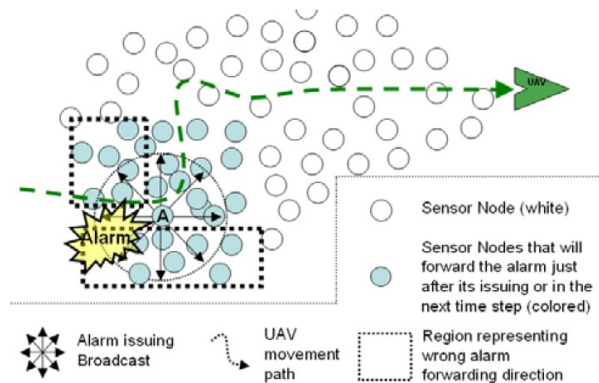 UAV
A
Alarm
Sensor Node (white)
Sensor Nodes that will
forward the alarm just
after its issuing or in the
next time step (colored)
Alarm issuing
Broadcast
UAV
movement
path
Region representing
wrong alarm
forwarding direction